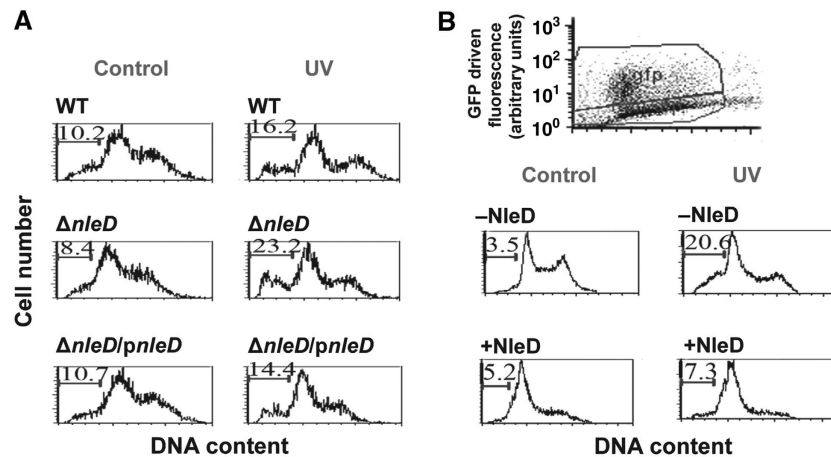 A
Control
UV
WT
10.2
WT
16.2
ΔnleD
8.4
ΔnleD
23.2
ΔnleD/pnleD
10.7
ΔnleD/pnleD
14.4
Cell number
DNA content
B
GFP driven
fluorescence
(arbitrary units)
10³
10²
10¹
10⁰
gfp
Control
UV
–NleD
3.5
–NleD
20.6
+NleD
5.2
+NleD
7.3
DNA content